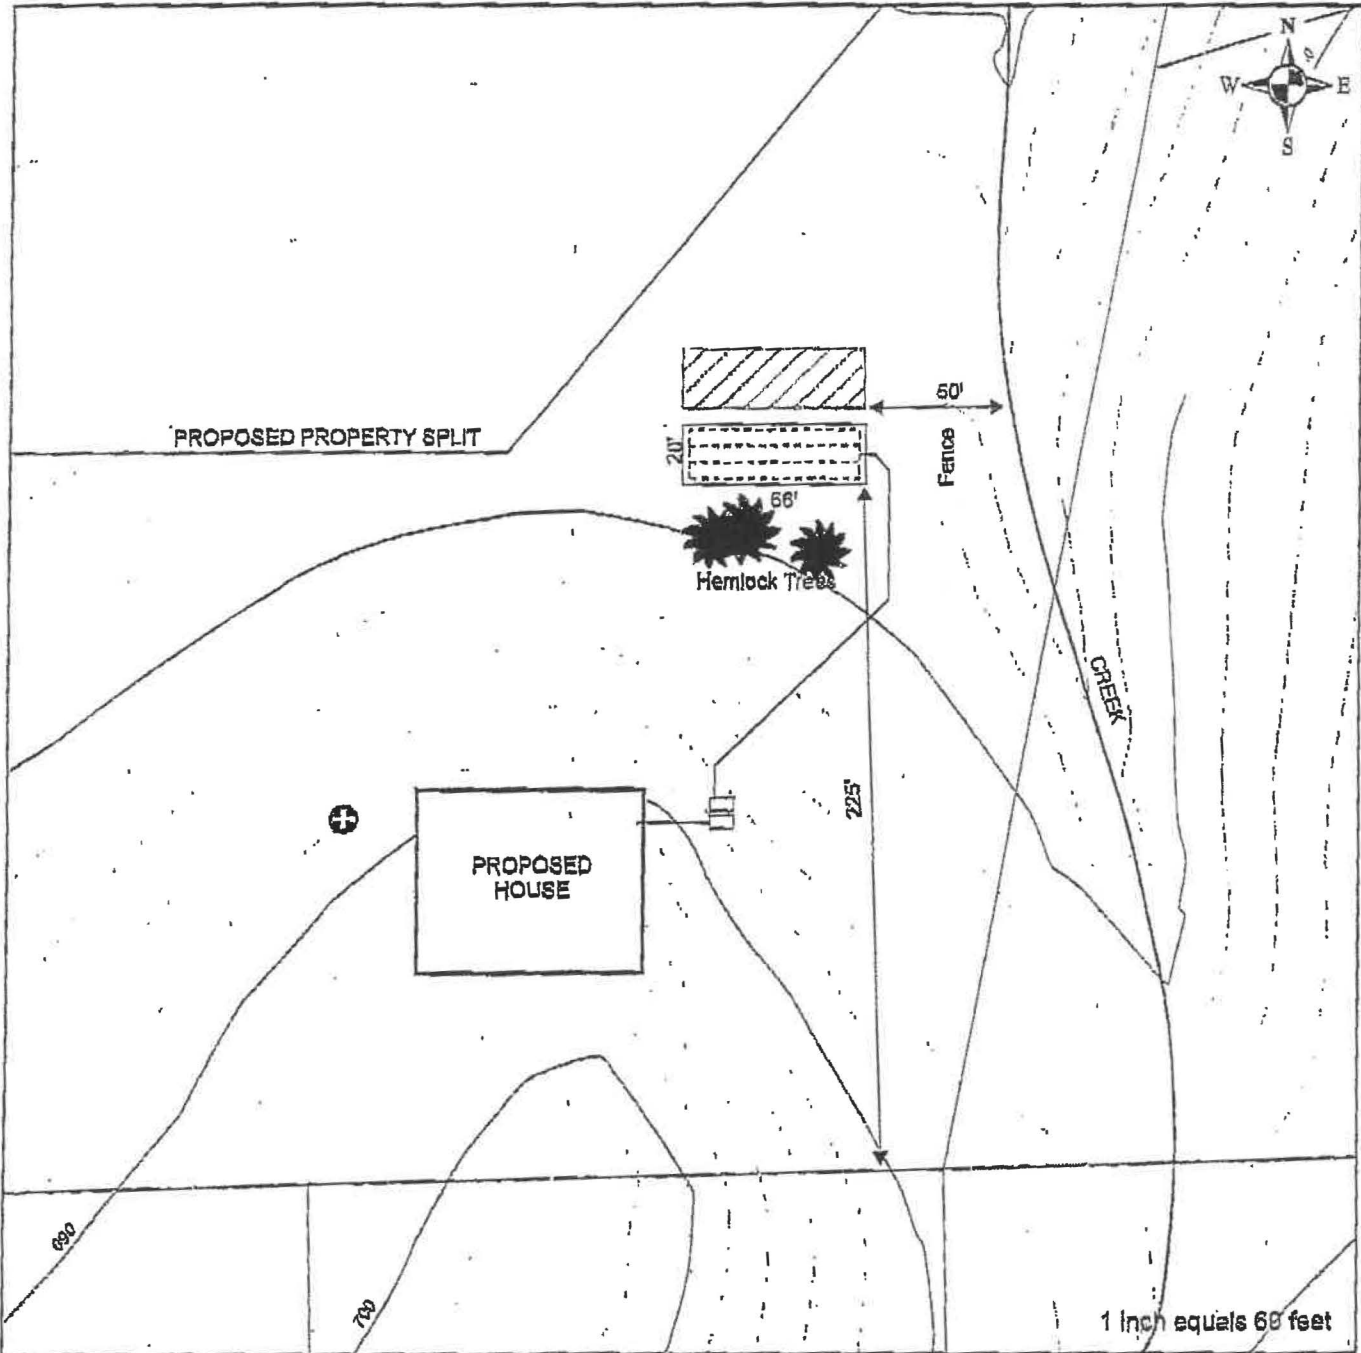 N
W E
S
50'
PROPOSED PROPERTY SPLIT
20'
Fence
66'
Hemlock Trees
CREEK
225'
PROPOSED
HOUSE
690
700
1 inch equals 60 feet